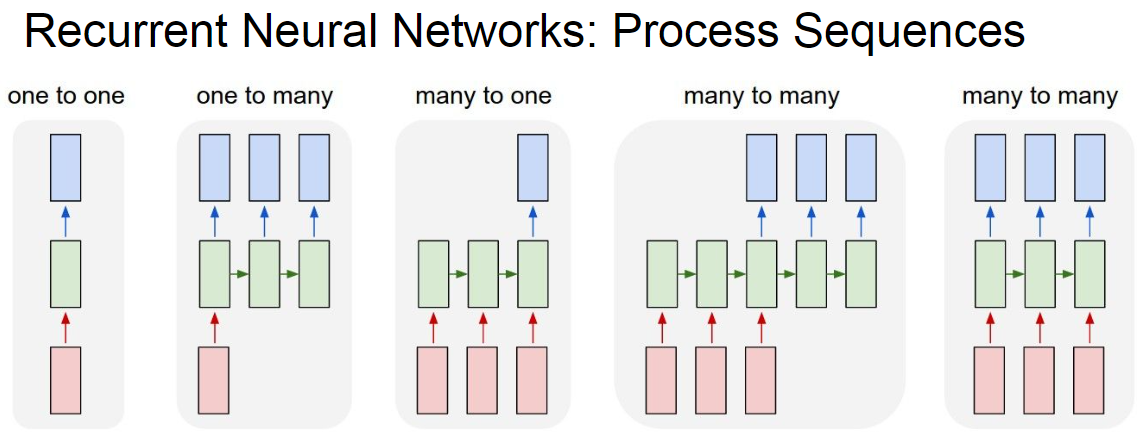 Recurrent Neural Networks: Process Sequences
one to one
one to many
many to one
many to many
many to many